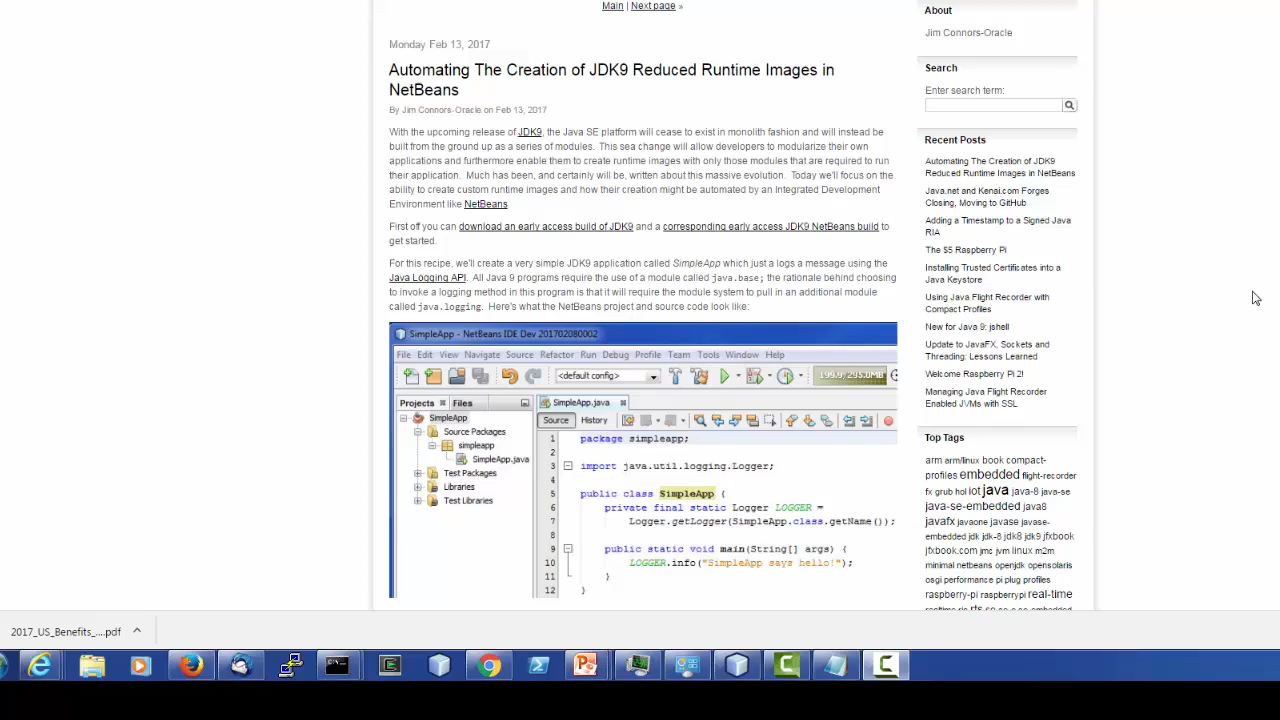 Main | Next page »
Monday Feb 13, 2017
Automating The Creation of JDK9 Reduced Runtime Images in
NetBeans
By Jim Connors-Oracle on Feb 13, 2017
With the upcoming release of JDK9, the Java SE platform will cease to exist in monolith fashion and will instead be
built from the ground up as a series of modules. This sea change will allow developers to modularize their own
applications and furthermore enable them to create runtime images with only those modules that are required to run
their application. Much has been, and certainly will be, written about this massive evolution. Today we'll focus on the
ability to create custom runtime images and how their creation might be automated by an Integrated Development
Environment like NetBeans.
First off you can download an early access build of JDK9 and a corresponding early access JDK9 NetBeans build to
get started.
For this recipe, we'll create a very simple JDK9 application called SimpleApp which just a logs a message using the
Java Logging API. All Java 9 programs require the use of a module called java.base; the rationale behind choosing
to invoke a logging method in this program is that it will require the module system to pull in an additional module
called java.logging. Here's what the NetBeans project and source code look like:
SimpleApp - NetBeans IDE Dev 201702080002
File Edit View Navigate Source Refactor Run Debug Profile Team Tools Window Help
<default config>
199.9/295.0MB
Projects Files
SimpleApp
Source Packages
simpleapp
SimpleApp.java
Test Packages
Libraries
Test Libraries
SimpleApp.java
Source History
1 package simpleapp;
2
3 import java.util.logging.Logger;
4
5 public class SimpleApp {
6 private final static Logger LOGGER =
7 Logger.getLogger(SimpleApp.class.getName());
8
9 public static void main(String[] args) {
10 LOGGER.info("SimpleApp says hello!");
11 }
12 }
About
Jim Connors-Oracle
Search
Enter search term:
Recent Posts
Automating The Creation of JDK9
Reduced Runtime Images in NetBeans
Java.net and Kenai.com Forges
Closing, Moving to GitHub
Adding a Timestamp to a Signed Java
RIA
The $5 Raspberry Pi
Installing Trusted Certificates into a
Java Keystore
Using Java Flight Recorder with
Compact Profiles
New for Java 9: jshell
Update to JavaFX, Sockets and
Threading: Lessons Learned
Welcome Raspberry Pi 2!
Managing Java Flight Recorder
Enabled JVMs with SSL
Top Tags
arm arm/linux book compact-
profiles embedded flight-recorder
fx grub hol iot java java-8 java-se
java-se-embedded java8
javafx javaone javase javase-
embedded jdk jdk-8 jdk8 jdk9 jfxbook
jfxbook.com jmc jvm linux m2m
minimal netbeans openjdk opensolaris
osgi performance pi plug profiles
raspberry-pi raspberrypi real-time
2017_US_Benefits_....pdf